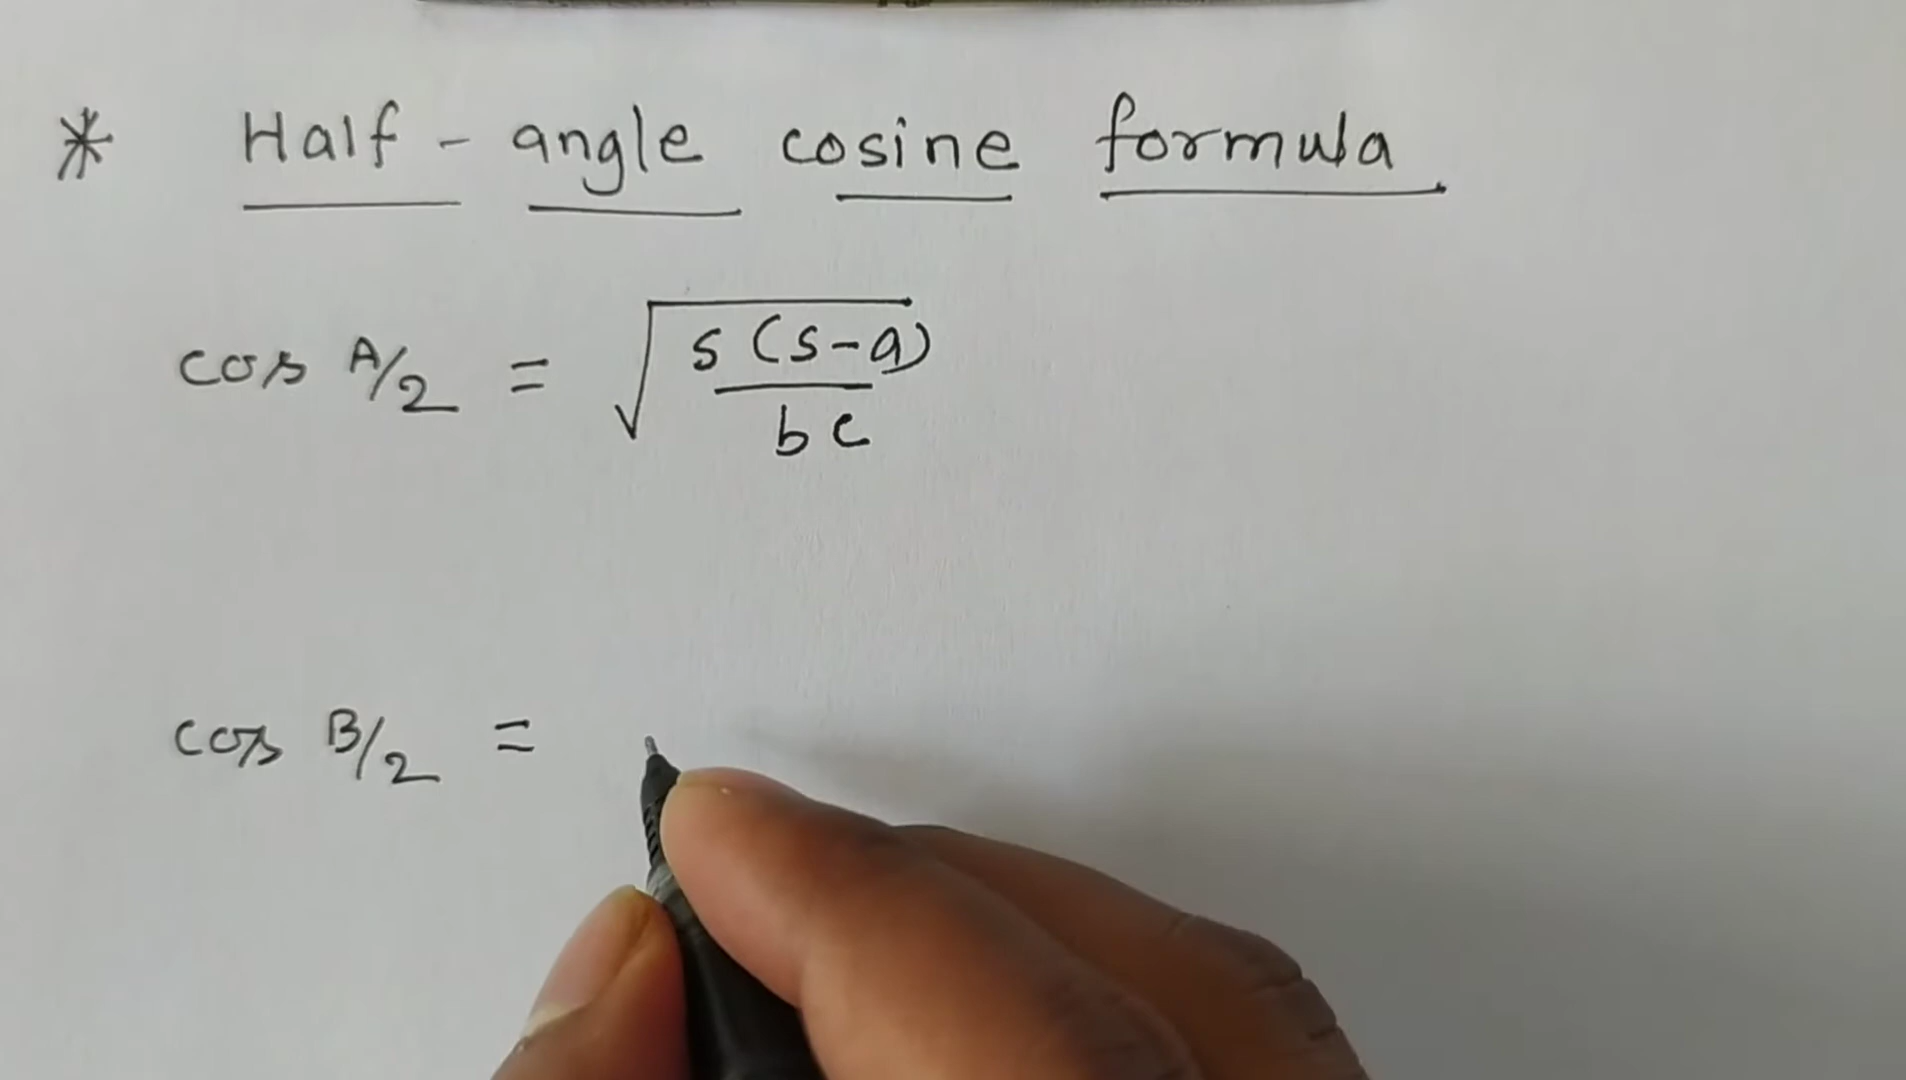 * Half - angle cosine formula
cos A/2 = √(s(s-a)/bc)
cos B/2 =